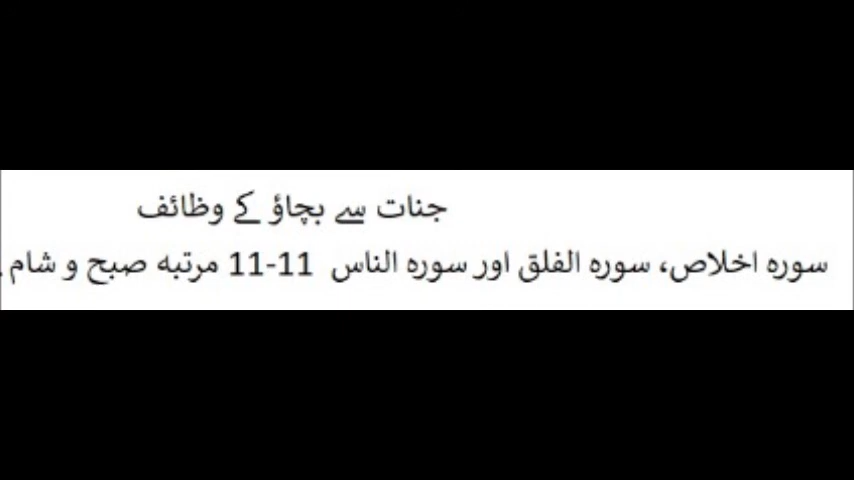 جنات سے بچاؤ کے وظائف
سورہ اخلاص، سورہ الفلق اور سورہ الناس 11-11 مرتبہ صبح و شام۔